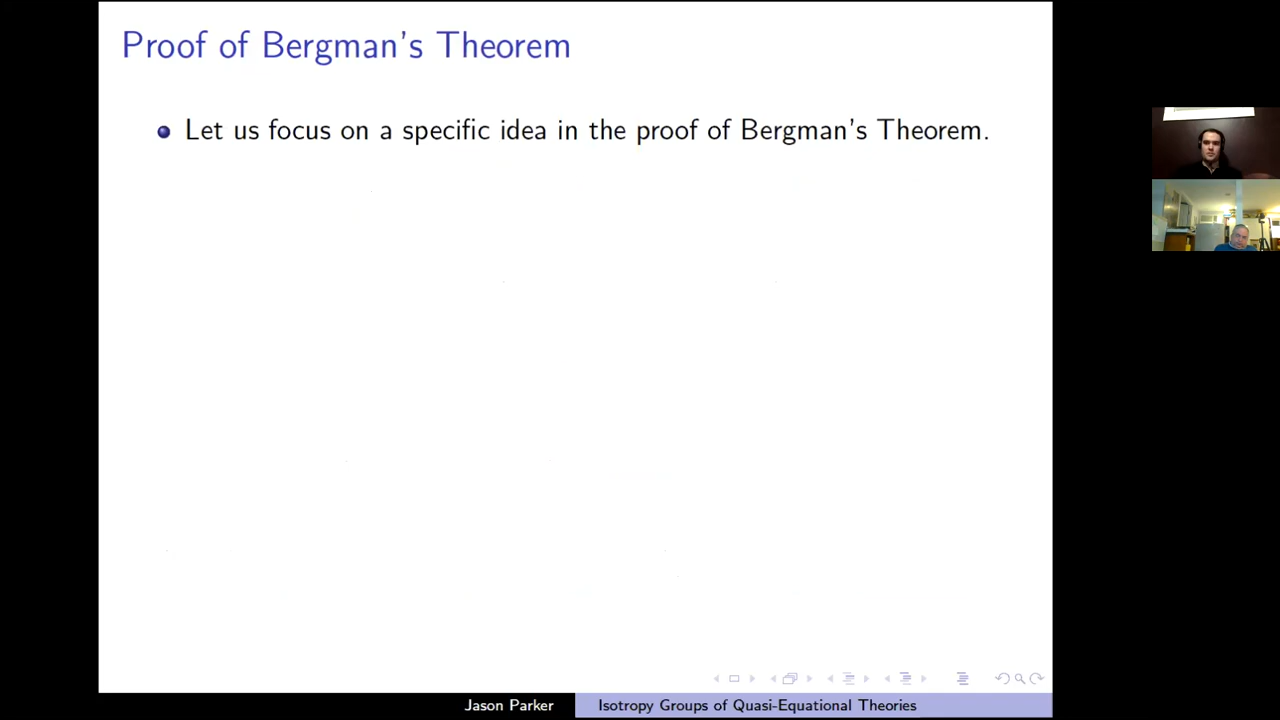 Proof of Bergman's Theorem
Let us focus on a specific idea in the proof of Bergman's Theorem.
Jason Parker
Isotropy Groups of Quasi-Equational Theories